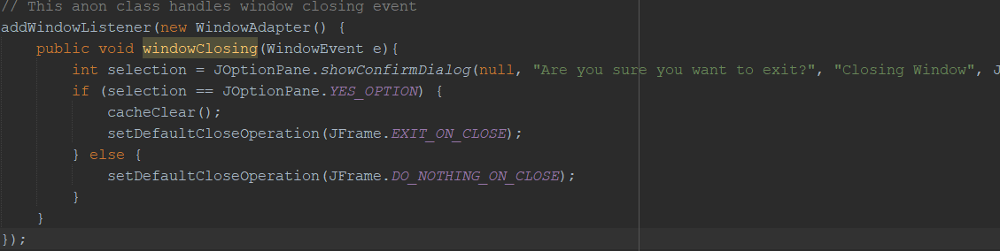 // This anon class handles window closing event
addWindowListener(new WindowAdapter() {
public void windowClosing(WindowEvent e){
int selection = JOptionPane.showConfirmDialog(null, "Are you sure you want to exit?", "Closing Window", J
if (selection == JOptionPane.YES_OPTION) {
cacheClear();
setDefaultCloseOperation(JFrame.EXIT_ON_CLOSE);
} else {
setDefaultCloseOperation(JFrame.DO_NOTHING_ON_CLOSE);
}
}
});